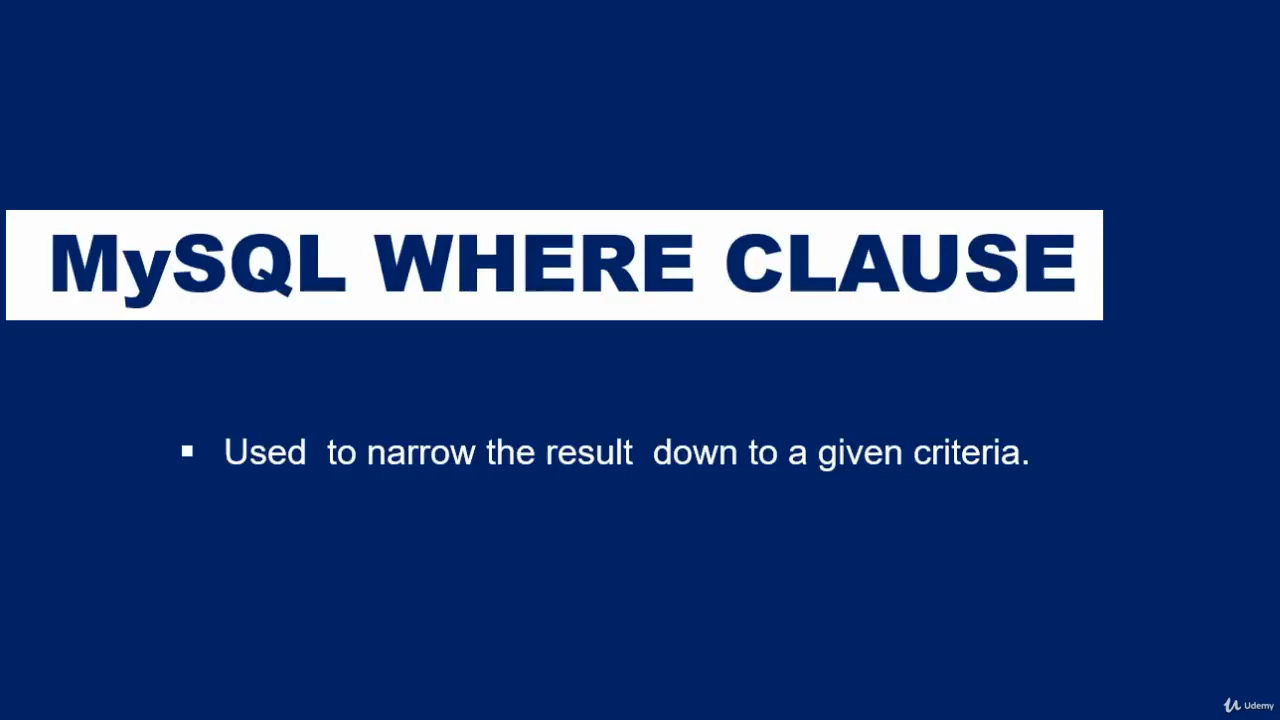 MySQL WHERE CLAUSE
▪ Used to narrow the result down to a given criteria.
Udemy